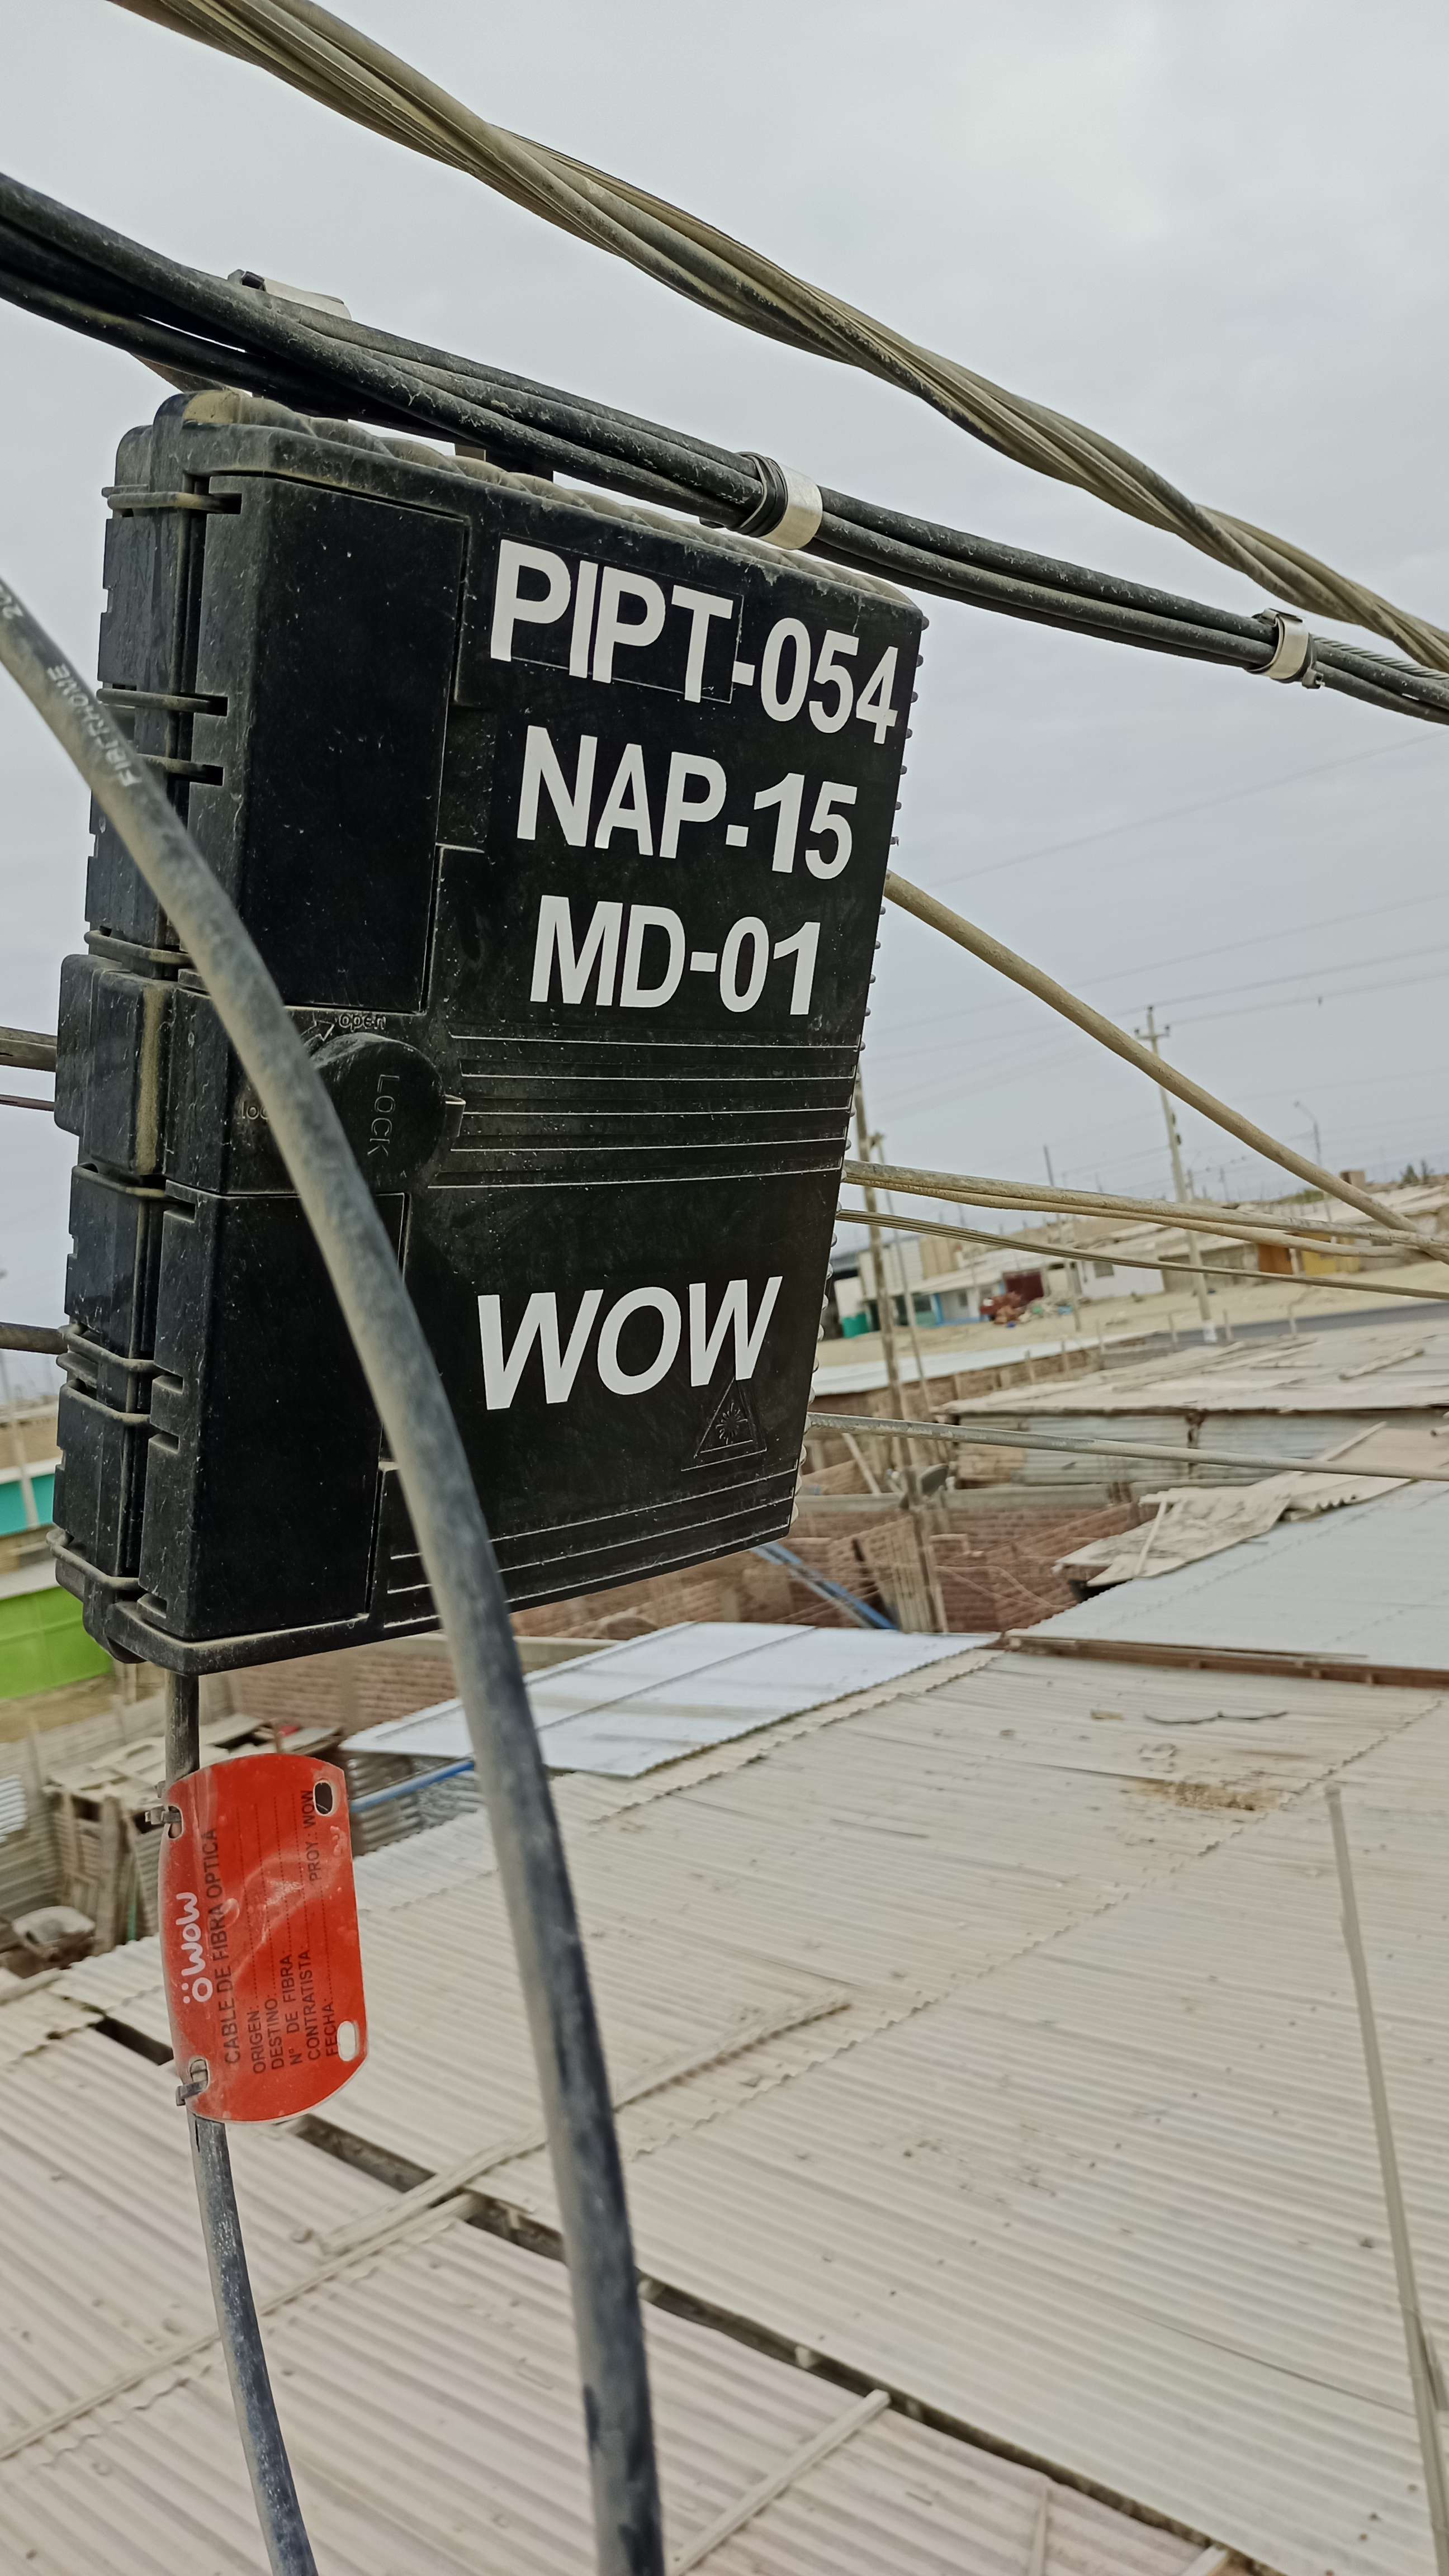 PIPT-054
NAP-15
MD-01
open
LOCK
WOW
FIBERHOME
wow
CABLE DE FIBRA OPTICA
ORIGEN:
DESTINO:
N° DE FIBRA
CONTRATISTA
FECHA: PROY.: WOW